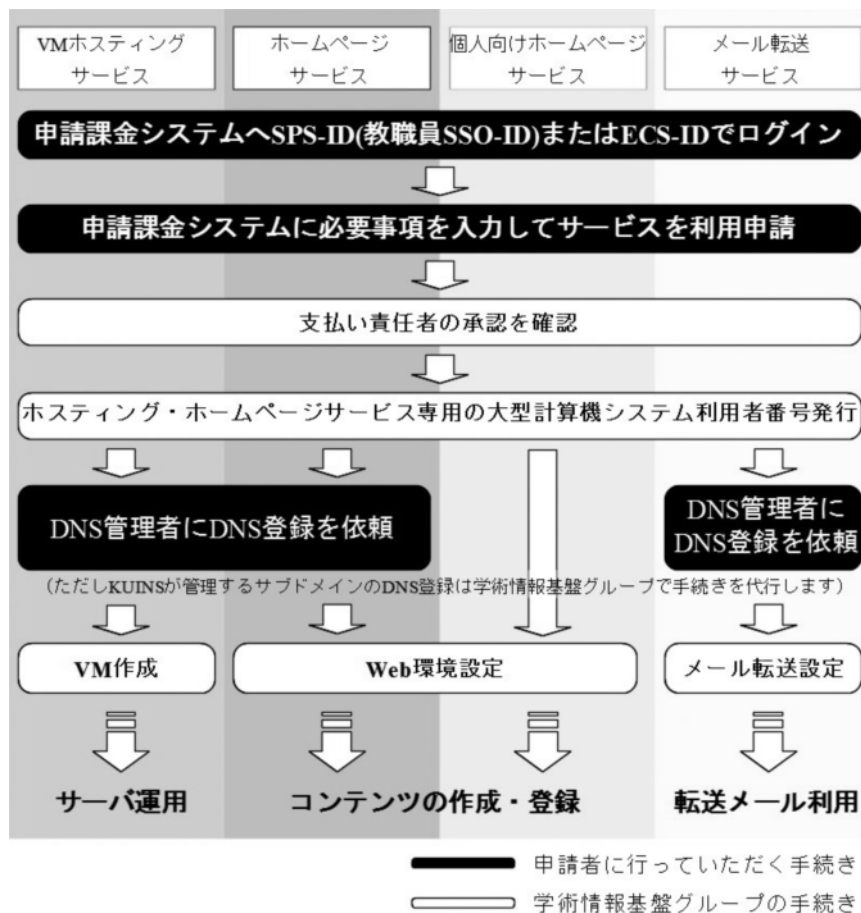 VMホスティング
サービス
ホームページ
サービス
個人向けホームページ
サービス
メール転送
サービス
申請課金システムへSPS-ID(教職員SSO-ID)またはECS-IDでログイン
申請課金システムに必要事項を入力してサービスを利用申請
支払い責任者の承認を確認
ホスティング・ホームページサービス専用の大型計算機システム利用者番号発行
DNS管理者にDNS登録を依頼
DNS管理者に
DNS登録を依頼
(ただしKUINSが管理するサブドメインのDNS登録は学術情報基盤グループで手続きを代行します)
VM作成
Web環境設定
メール転送設定
サーバ運用
コンテンツの作成・登録
転送メール利用
申請者に行っていただく手続き
学術情報基盤グループの手続き